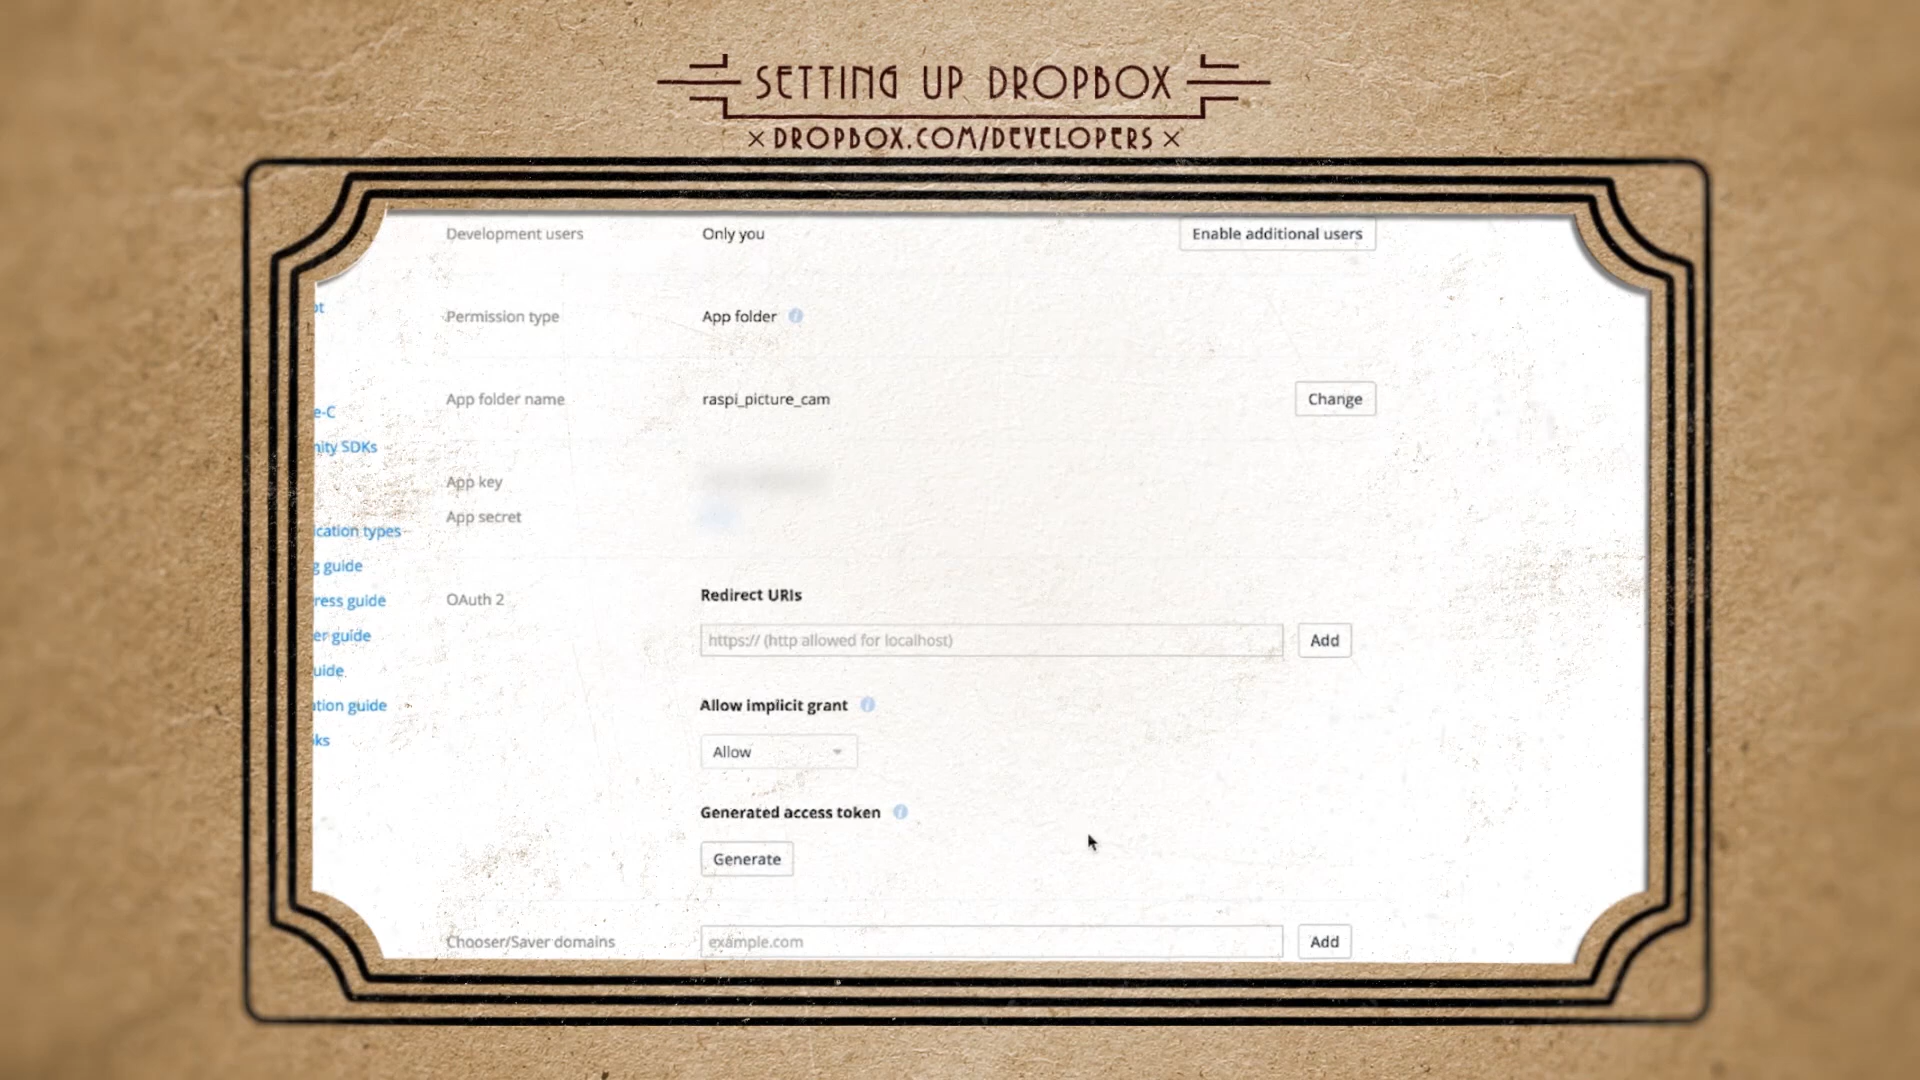 SETTING UP DROPBOX
×DROPBOX.COM/DEVELOPERS×
Development users Only you Enable additional users
Permission type App folder i
App folder name raspi_picture_cam Change
e-C
nity SDKs
App key
App secret
ication types
g guide
OAuth 2 Redirect URIs
ress guide
er guide https:// (http allowed for localhost) Add
uide
tion guide Allow implicit grant i
ks Allow
Generated access token i
Generate
Chooser/Saver domains example.com Add